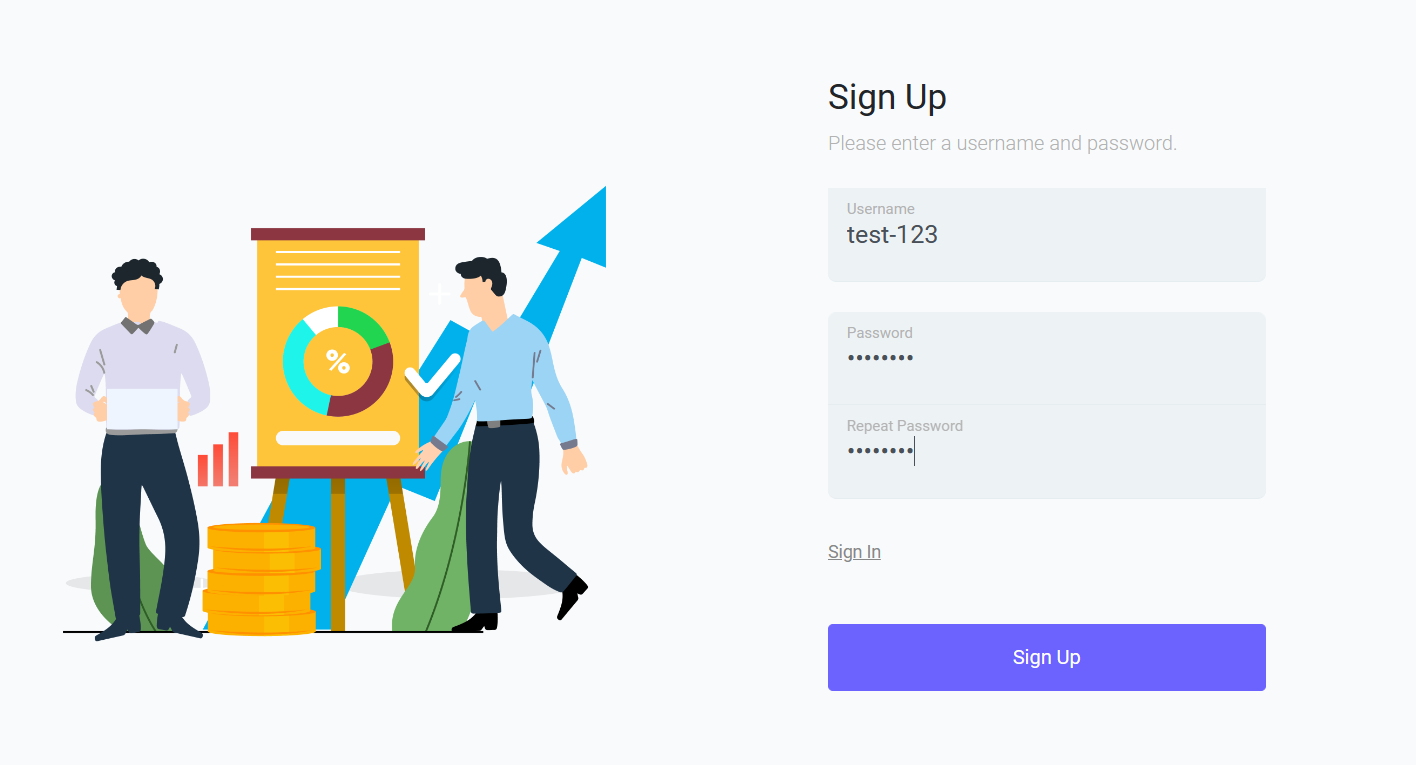 Sign Up
Please enter a username and password.
Username
test-123
Password
••••••••
Repeat Password
••••••••
Sign In
Sign Up
%